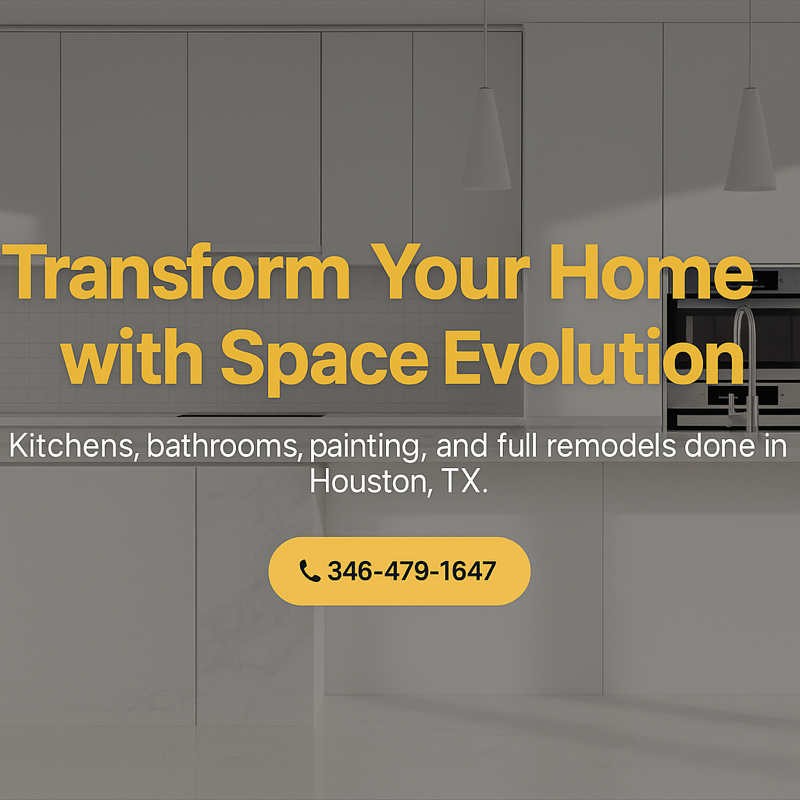 Transform Your Home
with Space Evolution
Kitchens, bathrooms, painting, and full remodels done in
Houston, TX.
346-479-1647